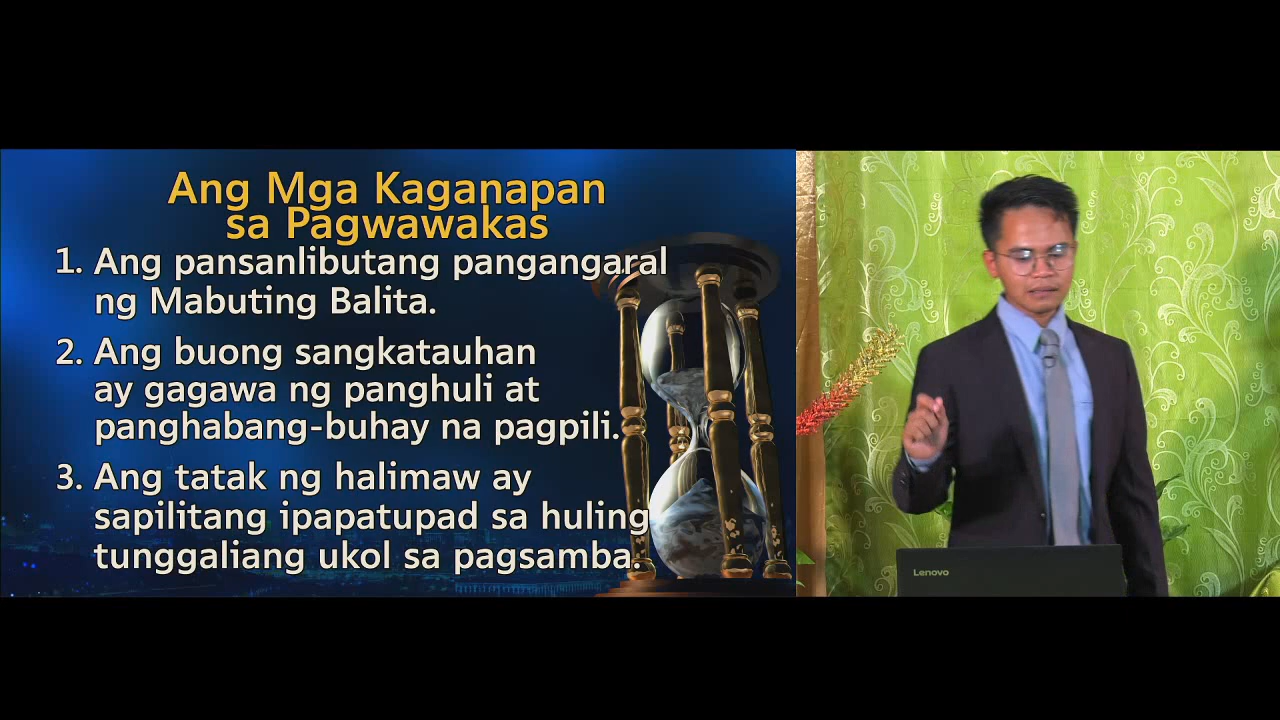 Ang Mga Kaganapan
sa Pagwawakas
1. Ang pansanlibutang pangangaral
ng Mabuting Balita.
2. Ang buong sangkatauhan
ay gagawa ng panghuli at
panghabang-buhay na pagpili.
3. Ang tatak ng halimaw ay
sapilitang ipapatupad sa huling
tunggaliang ukol sa pagsamba.
Lenovo